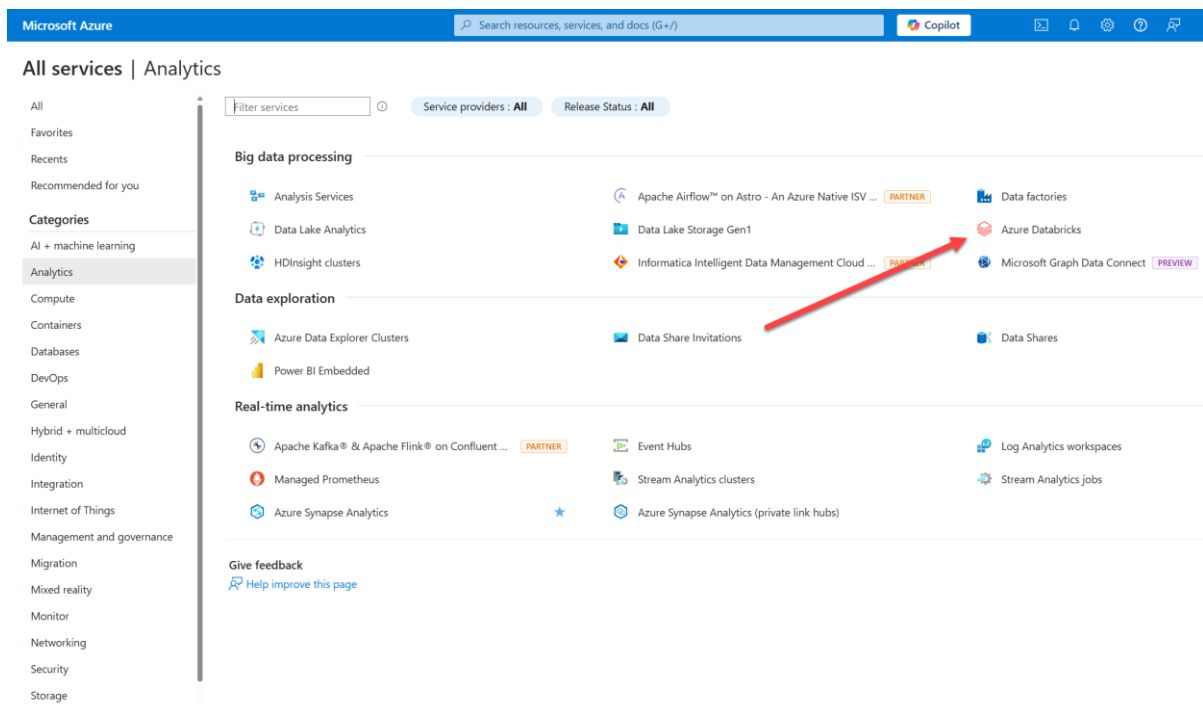 Microsoft Azure
Search resources, services, and docs (G+/)
Copilot
All services | Analytics
All
Favorites
Recents
Recommended for you
Categories
AI + machine learning
Analytics
Compute
Containers
Databases
DevOps
General
Hybrid + multicloud
Identity
Integration
Internet of Things
Management and governance
Migration
Mixed reality
Monitor
Networking
Security
Storage
Filter services
Service providers : All
Release Status : All
Big data processing
Analysis Services
Apache Airflow™ on Astro - An Azure Native ISV ... PARTNER
Data factories
Data Lake Analytics
Data Lake Storage Gen1
Azure Databricks
HDInsight clusters
Informatica Intelligent Data Management Cloud ... PARTNER
Microsoft Graph Data Connect PREVIEW
Data exploration
Azure Data Explorer Clusters
Data Share Invitations
Data Shares
Power BI Embedded
Real-time analytics
Apache Kafka® & Apache Flink® on Confluent ... PARTNER
Event Hubs
Log Analytics workspaces
Managed Prometheus
Stream Analytics clusters
Stream Analytics jobs
Azure Synapse Analytics
Azure Synapse Analytics (private link hubs)
Give feedback
Help improve this page